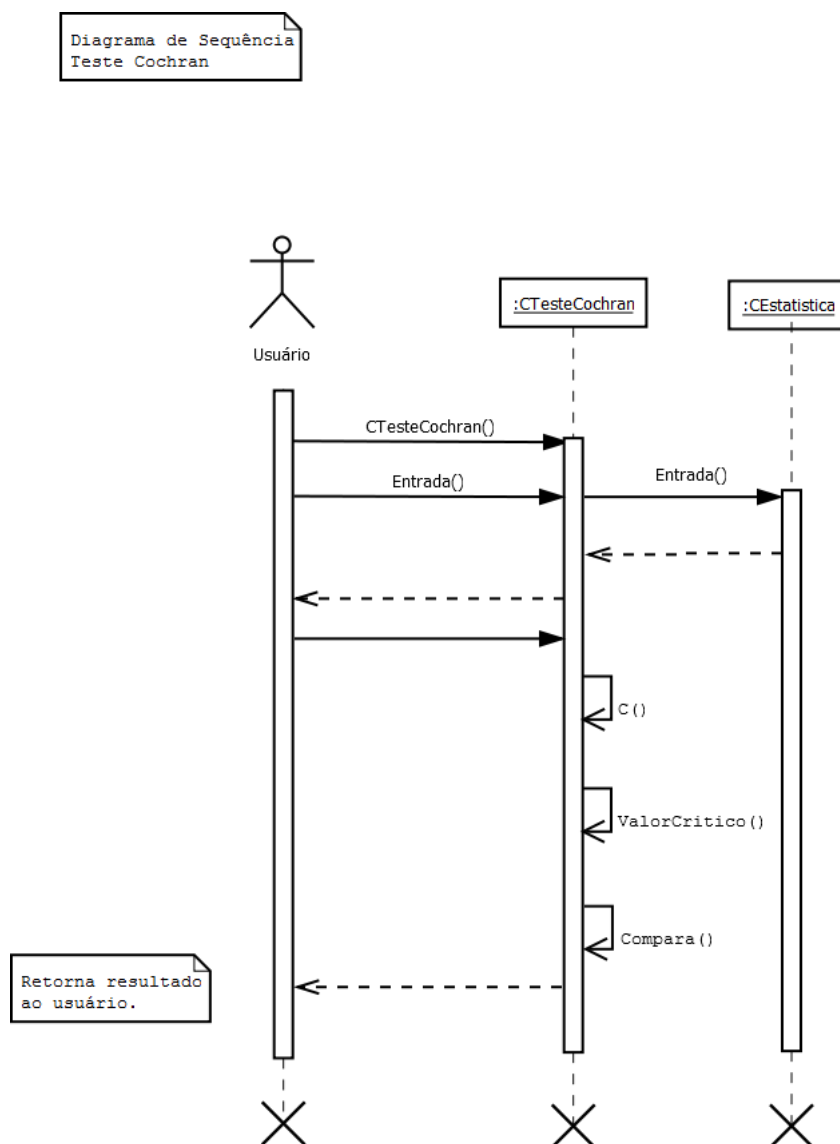 Diagrama de Sequência
Teste Cochran
Usuário
:CTesteCochran
:CEstatistica
CTesteCochran()
Entrada()
Entrada()
C()
ValorCritico()
Compara()
Retorna resultado
ao usuário.